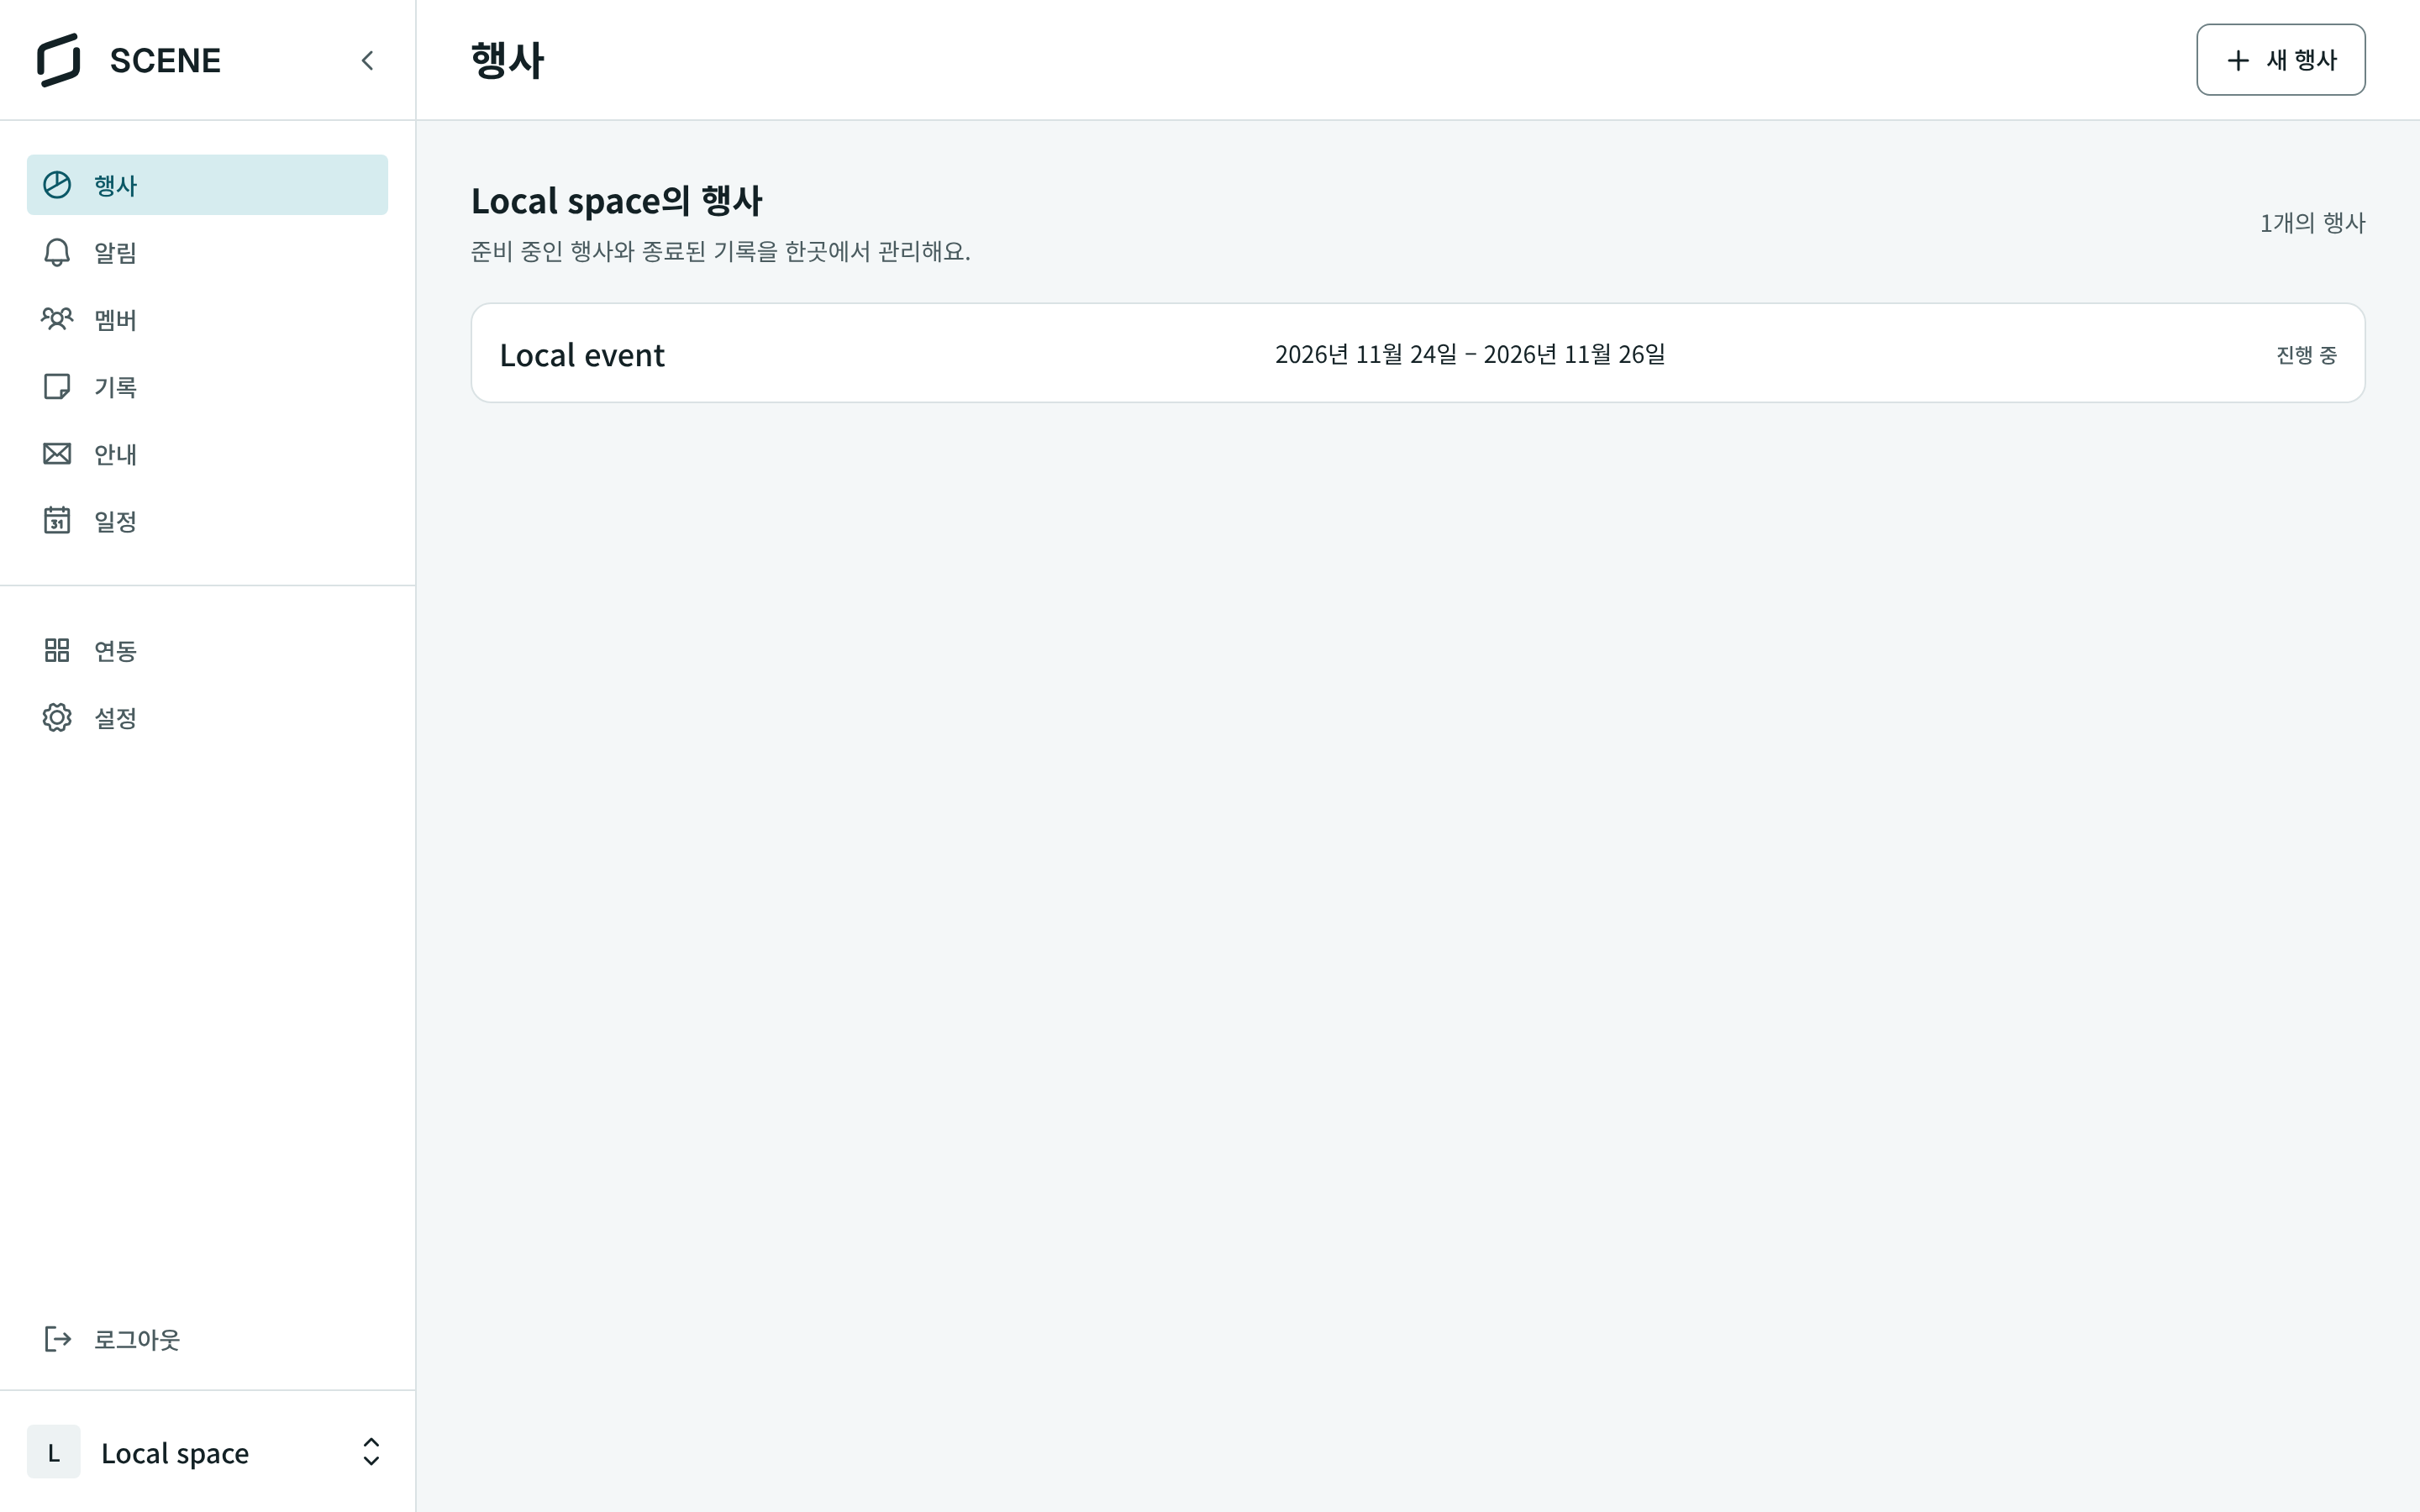 SCENE
행사
새 행사
행사
알림
멤버
기록
안내
31
일정
연동
설정
로그아웃
L
Local space
Local space의 행사
준비 중인 행사와 종료된 기록을 한곳에서 관리해요.
1개의 행사
Local event
2026년 11월 24일 – 2026년 11월 26일
진행 중